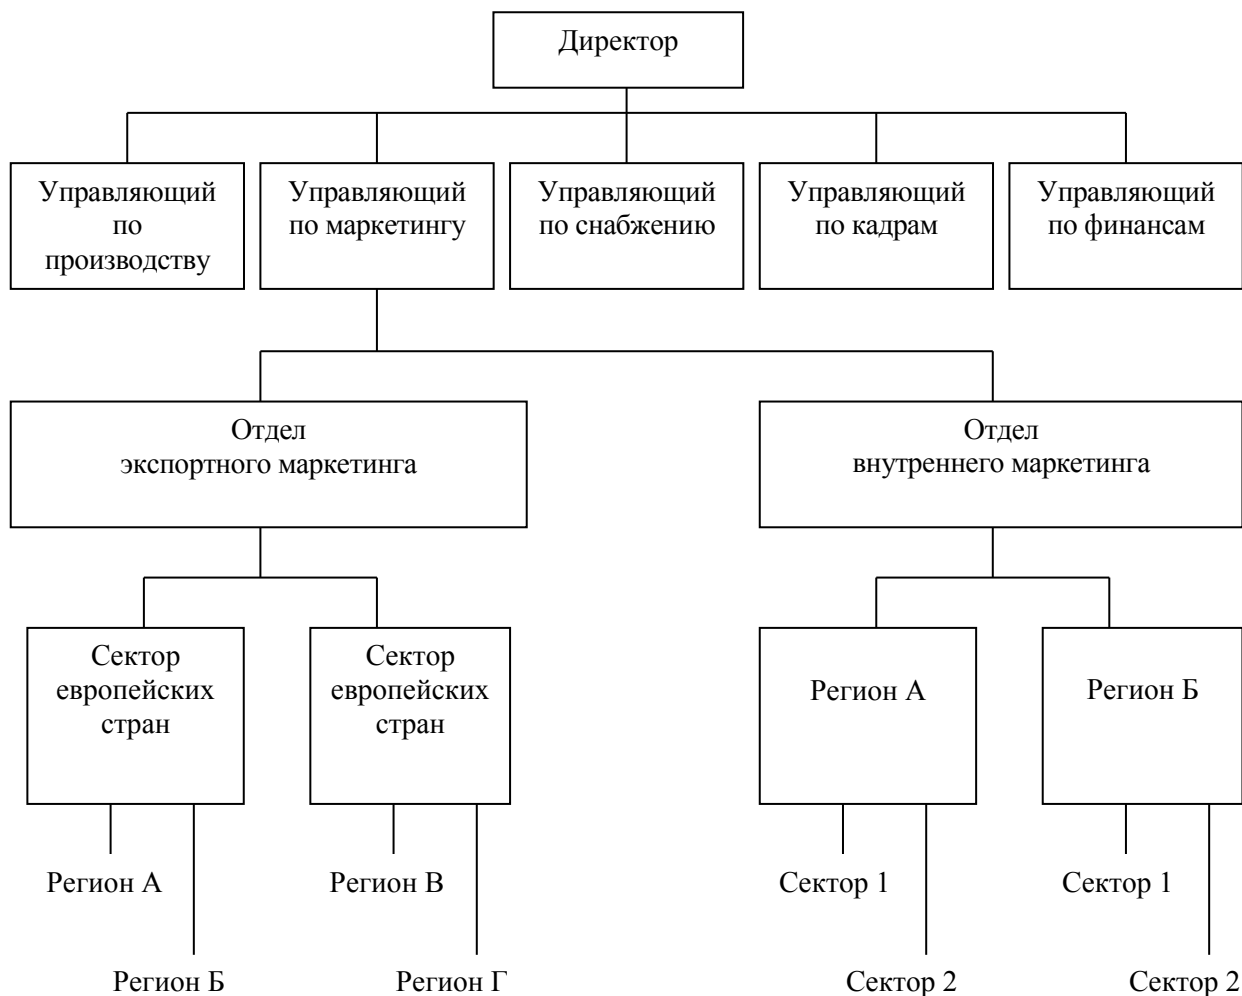 Директор
Управляющий
по
производству
Управляющий
по маркетингу
Управляющий
по снабжению
Управляющий
по кадрам
Управляющий
по финансам
Отдел
экспортного маркетинга
Отдел
внутреннего маркетинга
Сектор
европейских
стран
Сектор
европейских
стран
Регион А
Регион Б
Регион А
Регион В
Сектор 1
Сектор 1
Регион Б
Регион Г
Сектор 2
Сектор 2